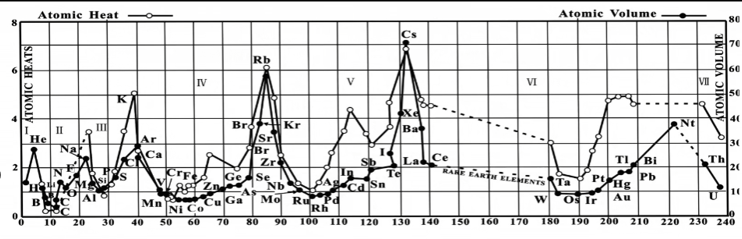 Atomic Heat Atomic Volume
8 80
70
Cs
6 60
Rb
K 50
ATOMIC HEATS ATOMIC VOLUME
IV V VI VII
4 40
I II III Br Kr Xe Nt
He Na Ar Sr Ba 30
Ca Br I
Zr Sb La Ce Tl Bi Th
2 20
N F P Cr Fe Ge Se In Te RARE EARTH ELEMENTS Ta Pt Pb
V Zn As Nb Ag Sn Hg
H O Mg Si S Cl Mn Cu Ga Mo Ru Pd Cd W Os Ir Au U 10
B C Al Ni Co Rh
C
0 10 20 30 40 50 60 70 80 90 100 110 120 130 140 150 160 170 180 190 200 210 220 230 240 0